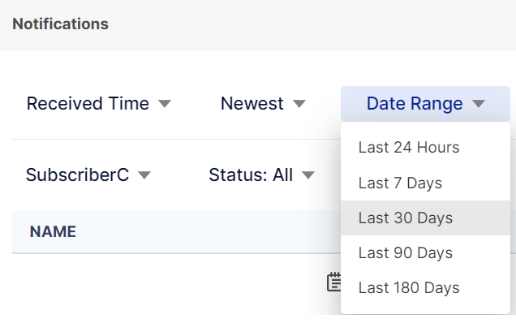 Notifications
Received Time Newest Date Range
Last 24 Hours
Last 7 Days
SubscriberC Status: All
Last 30 Days
NAME
Last 90 Days
Last 180 Days